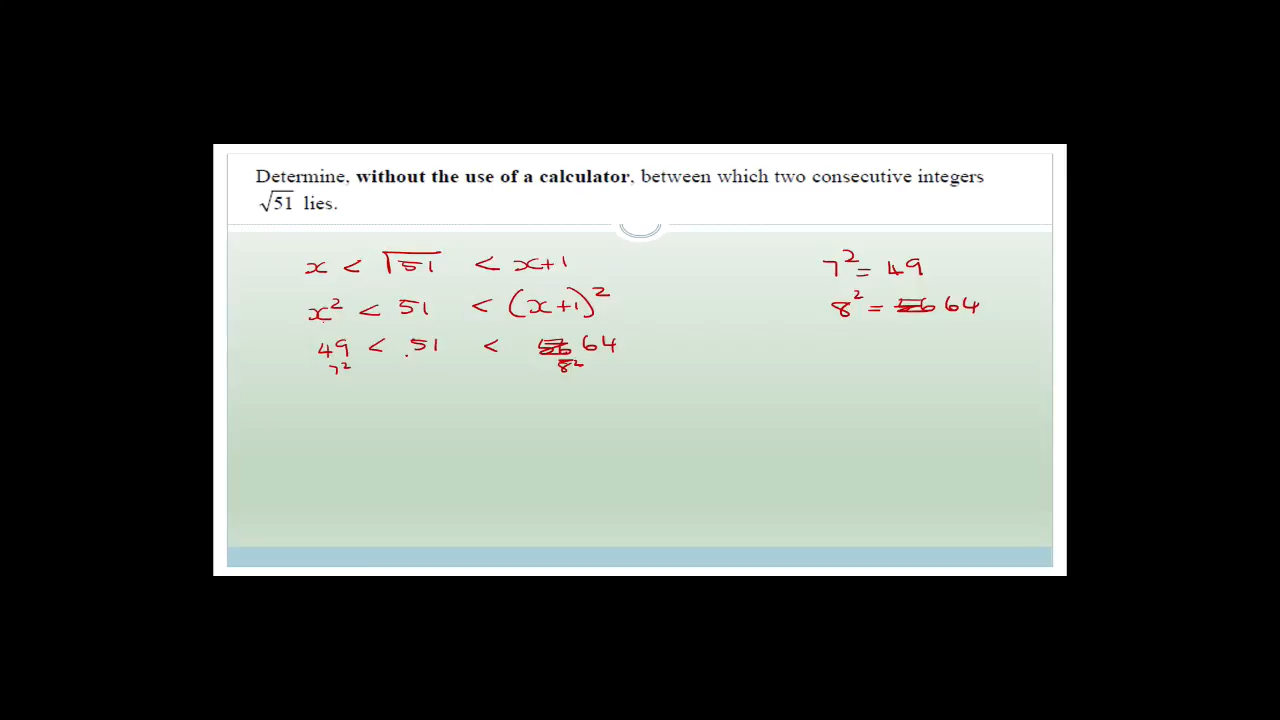 Determine, without the use of a calculator, between which two consecutive integers
√51 lies.
x < √51 < x+1
7² = 49
x² < 51 < (x+1)²
8² = 64
49 < 51 < 64
7² 8²